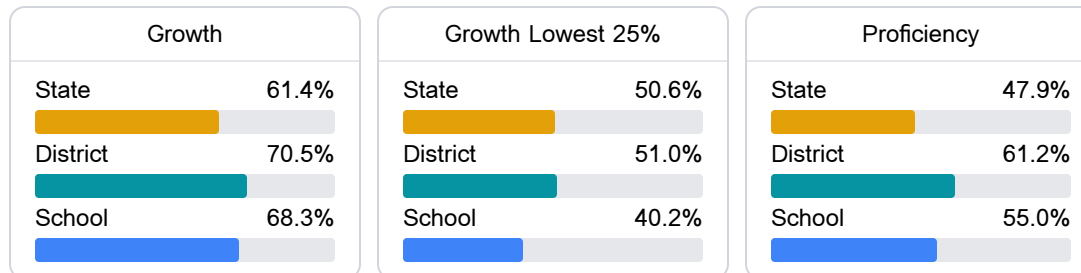 Growth
State 61.4%
District 70.5%
School 68.3%
Growth Lowest 25%
State 50.6%
District 51.0%
School 40.2%
Proficiency
State 47.9%
District 61.2%
School 55.0%